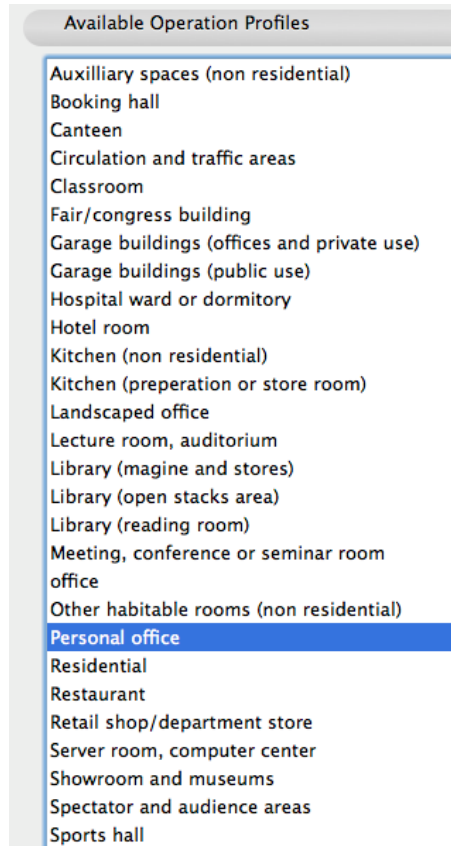 Available Operation Profiles
Auxilliary spaces (non residential)
Booking hall
Canteen
Circulation and traffic areas
Classroom
Fair/congress building
Garage buildings (offices and private use)
Garage buildings (public use)
Hospital ward or dormitory
Hotel room
Kitchen (non residential)
Kitchen (preperation or store room)
Landscaped office
Lecture room, auditorium
Library (magine and stores)
Library (open stacks area)
Library (reading room)
Meeting, conference or seminar room
office
Other habitable rooms (non residential)
Personal office
Residential
Restaurant
Retail shop/department store
Server room, computer center
Showroom and museums
Spectator and audience areas
Sports hall